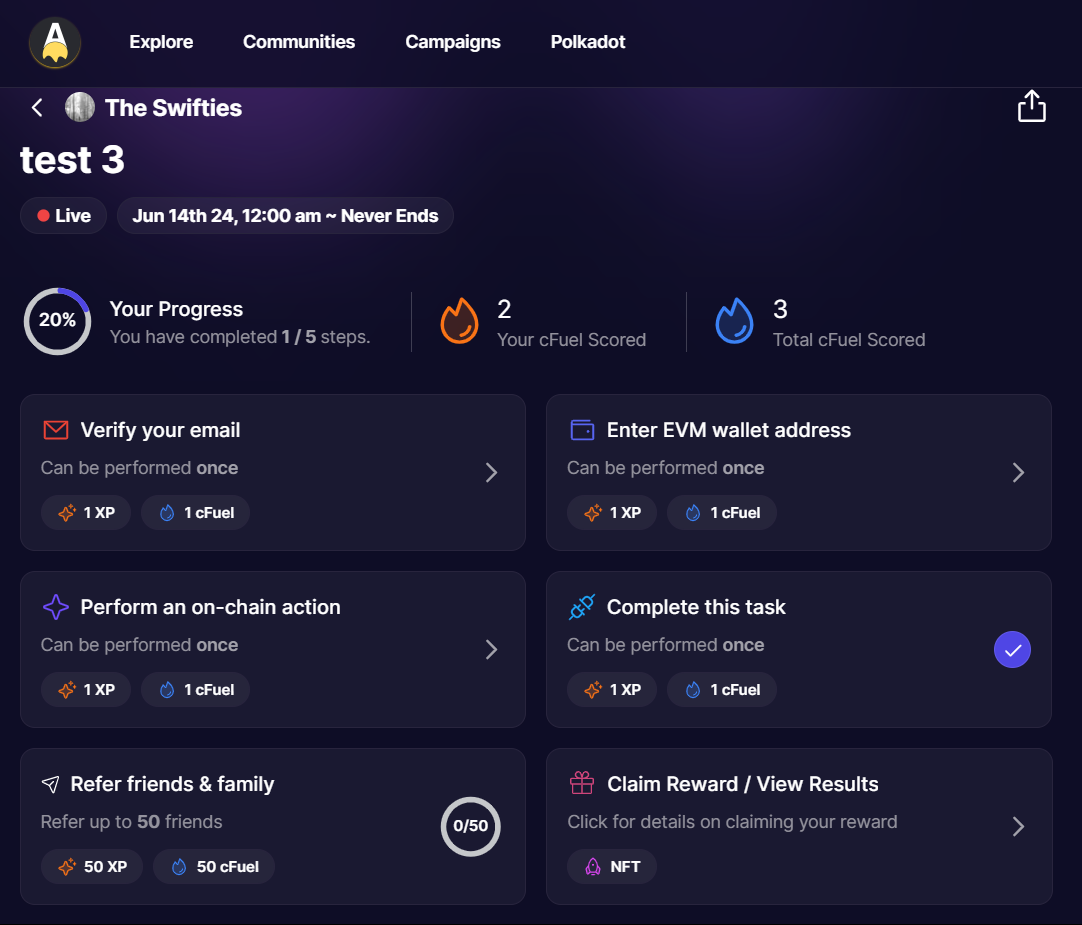 A
Explore
Communities
Campaigns
Polkadot
The Swifties
test 3
Live
Jun 14th 24, 12:00 am ~ Never Ends
20%
Your Progress
You have completed 1 / 5 steps.
2
Your cFuel Scored
3
Total cFuel Scored
Verify your email
Can be performed once
1 XP
1 cFuel
Enter EVM wallet address
Can be performed once
1 XP
1 cFuel
Perform an on-chain action
Can be performed once
1 XP
1 cFuel
Complete this task
Can be performed once
1 XP
1 cFuel
Refer friends & family
Refer up to 50 friends
0/50
50 XP
50 cFuel
Claim Reward / View Results
Click for details on claiming your reward
NFT